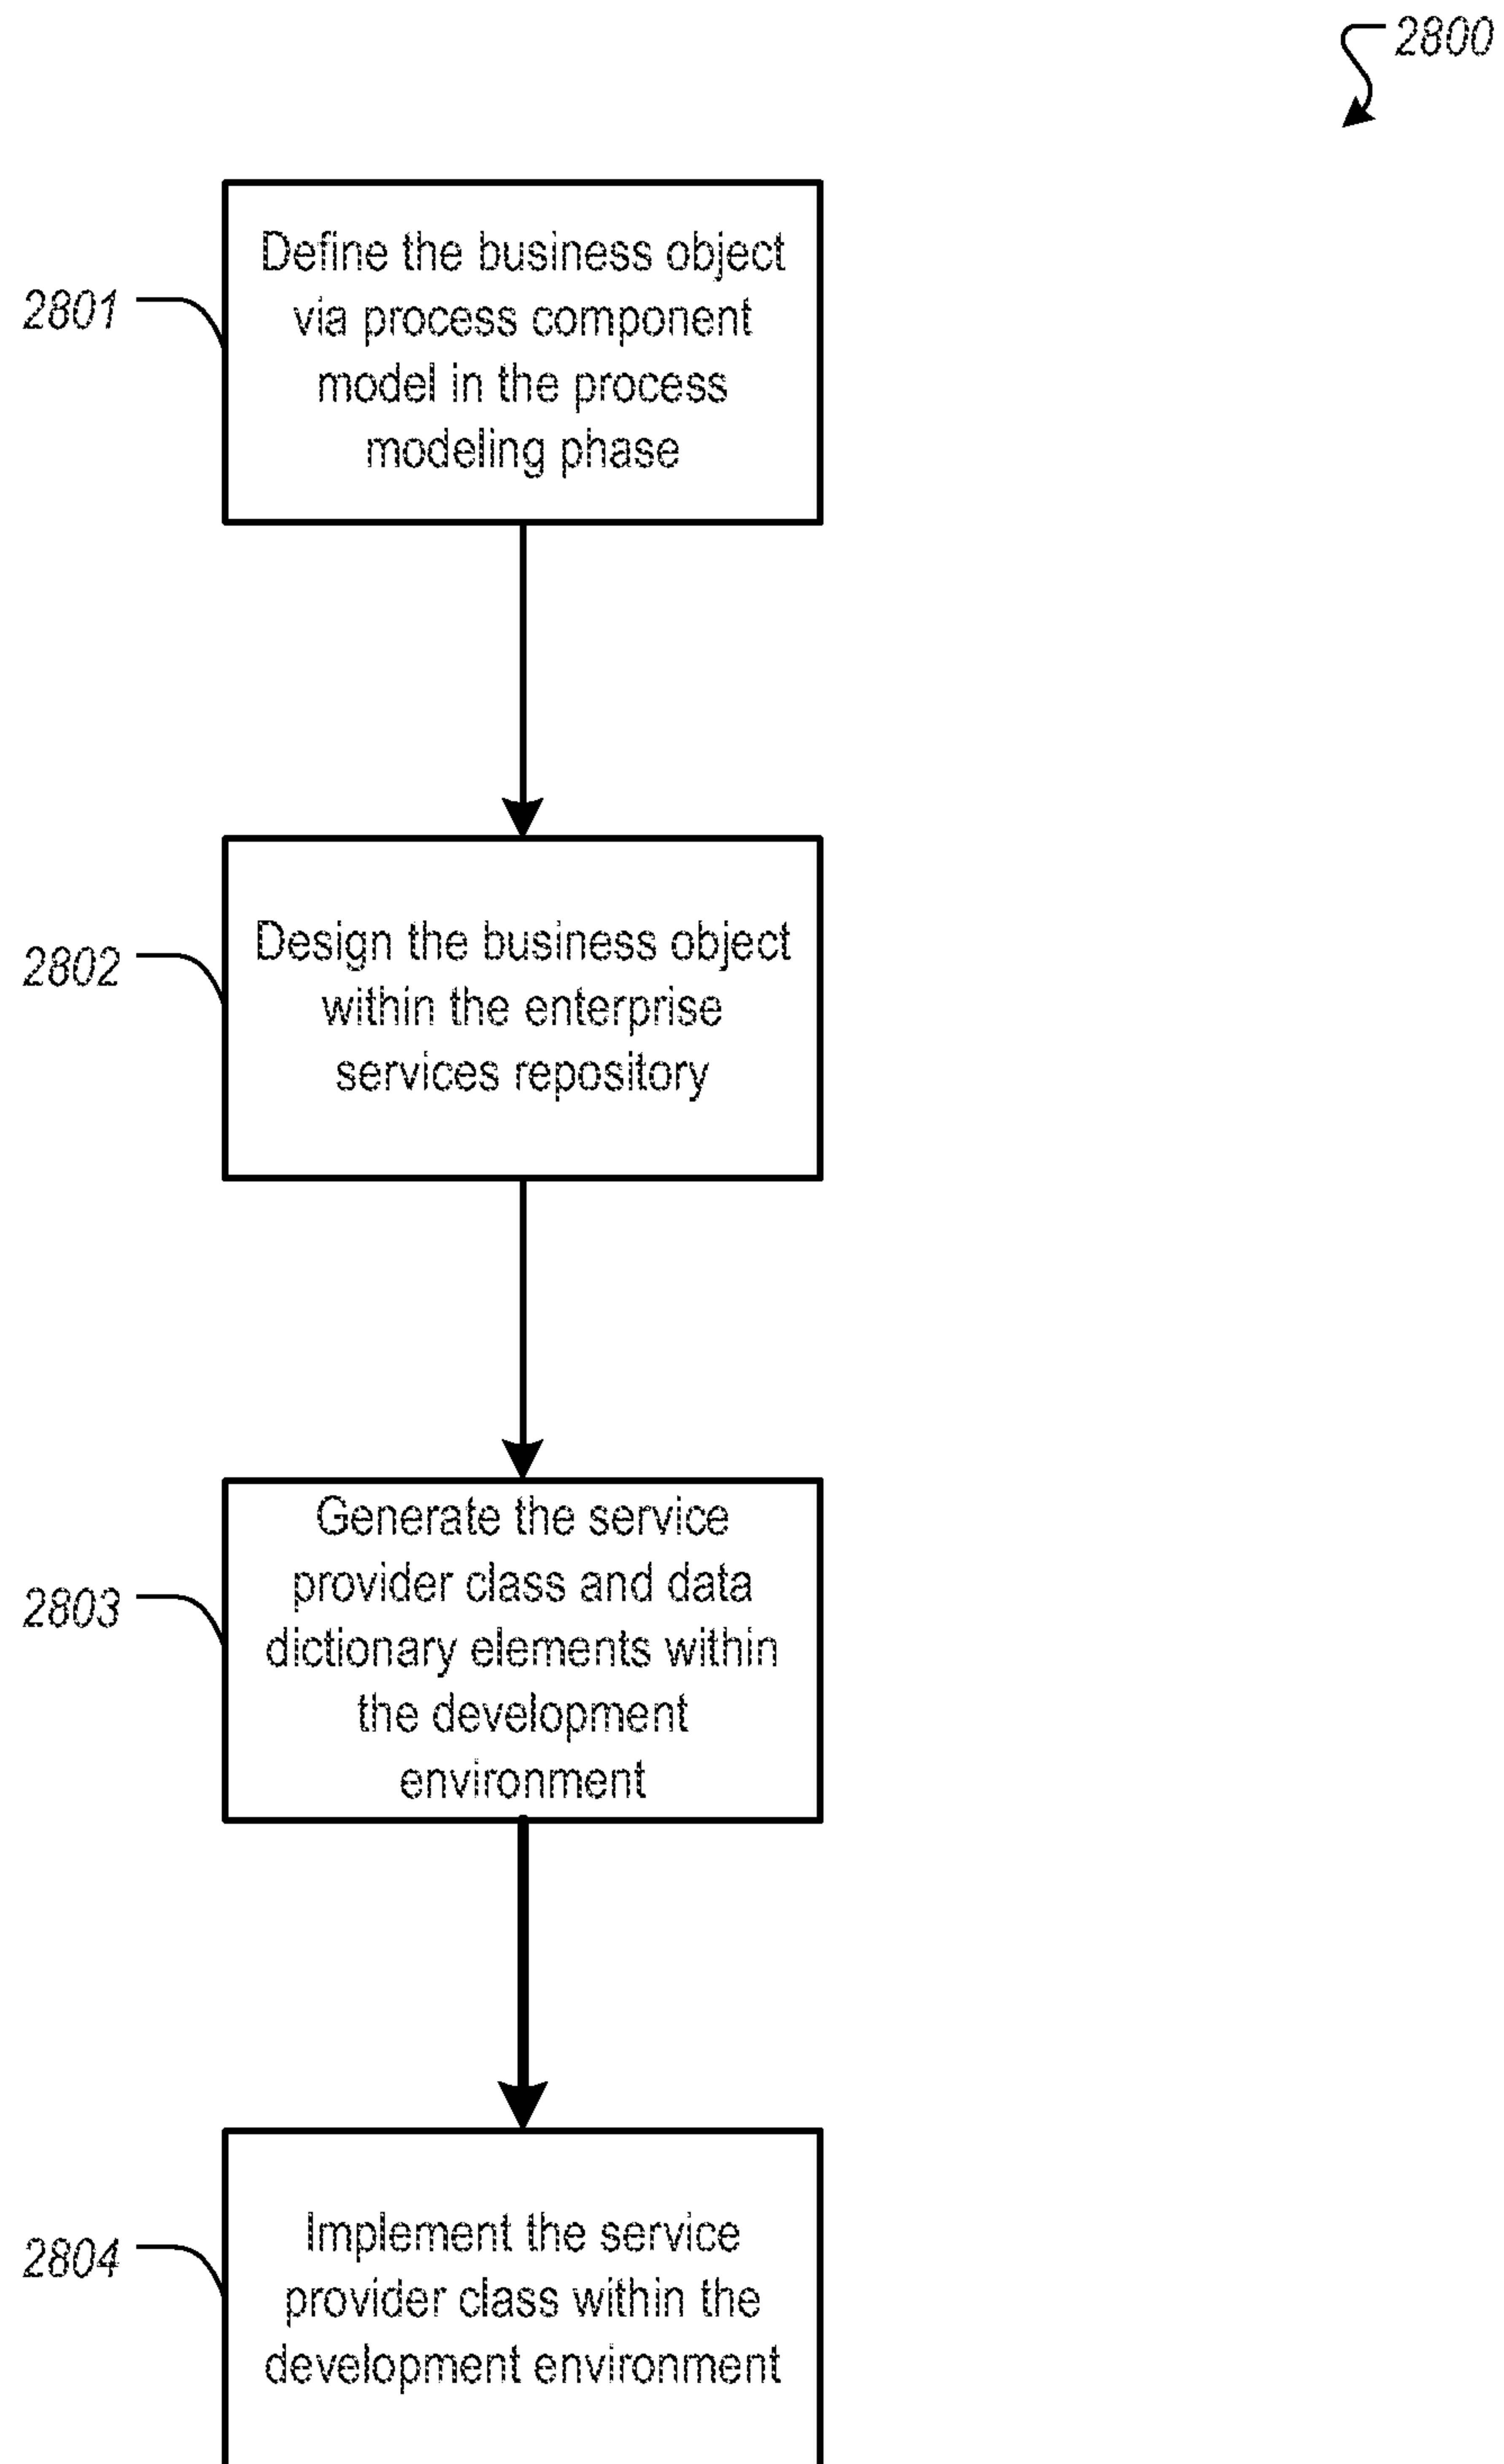 2800
Define the business object
via process component
model in the process
modeling phase
2801
Design the business object
within the enterprise
services repository
2802
Generate the service
provider class and data
dictionary elements within
the development
environment
2803
Implement the service
provider class within the
development environment
2804